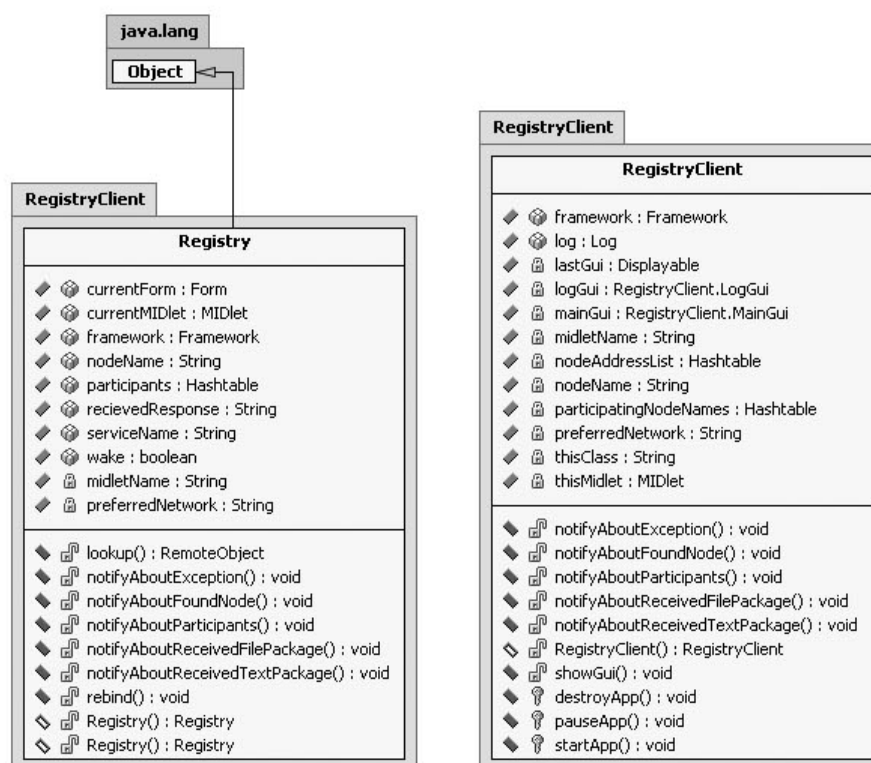 java.lang
Object
RegistryClient
Registry
currentForm : Form
currentMIDlet : MIDlet
framework : Framework
nodeName : String
participants : Hashtable
recievedResponse : String
serviceName : String
wake : boolean
midletName : String
preferredNetwork : String
lookup() : RemoteObject
notifyAboutException() : void
notifyAboutFoundNode() : void
notifyAboutParticipants() : void
notifyAboutReceivedFilePackage() : void
notifyAboutReceivedTextPackage() : void
rebind() : void
Registry() : Registry
Registry() : Registry
RegistryClient
RegistryClient
framework : Framework
log : Log
lastGui : Displayable
logGui : RegistryClient.LogGui
mainGui : RegistryClient.MainGui
midletName : String
nodeAddressList : Hashtable
nodeName : String
participatingNodeNames : Hashtable
preferredNetwork : String
thisClass : String
thisMidlet : MIDlet
notifyAboutException() : void
notifyAboutFoundNode() : void
notifyAboutParticipants() : void
notifyAboutReceivedFilePackage() : void
notifyAboutReceivedTextPackage() : void
RegistryClient() : RegistryClient
showGui() : void
destroyApp() : void
pauseApp() : void
startApp() : void